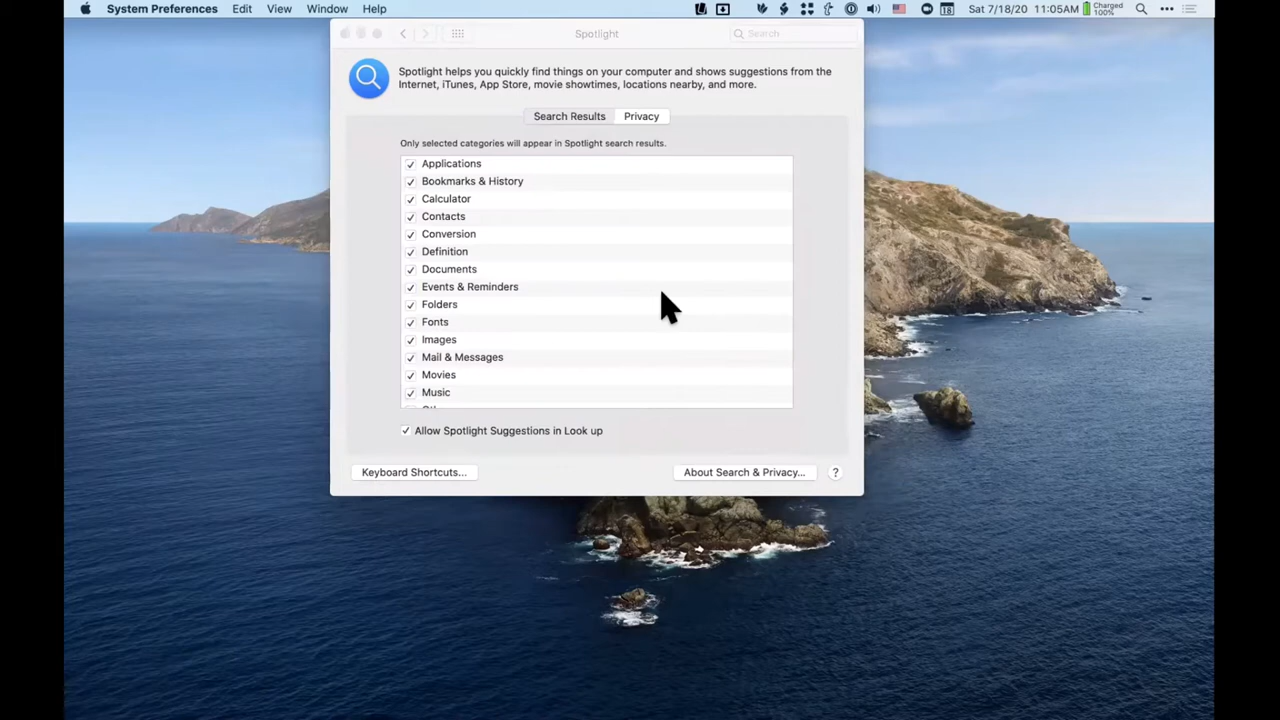 System Preferences Edit View Window Help
18 Sat 7/18/20 11:05AM Charged 100%
Spotlight
Search
Spotlight helps you quickly find things on your computer and shows suggestions from the
Internet, iTunes, App Store, movie showtimes, locations nearby, and more.
Search Results Privacy
Only selected categories will appear in Spotlight search results.
Applications
Bookmarks & History
Calculator
Contacts
Conversion
Definition
Documents
Events & Reminders
Folders
Fonts
Images
Mail & Messages
Movies
Music
Allow Spotlight Suggestions in Look up
Keyboard Shortcuts... About Search & Privacy... ?